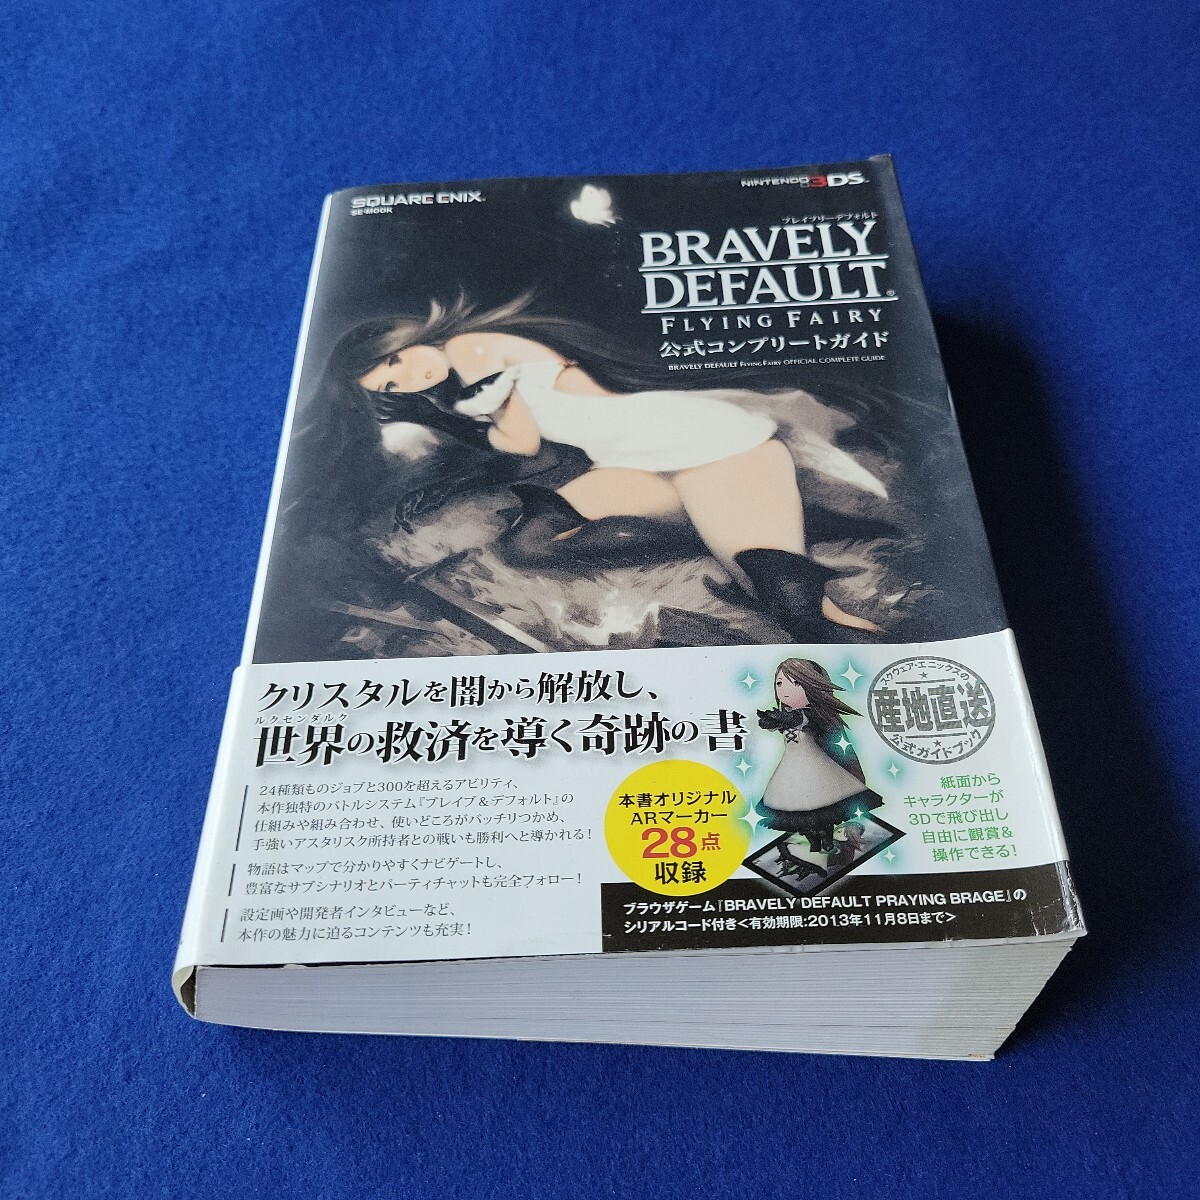 SQUARE ENIX.
SE-MOOK
NINTENDO 3DS™
ブレイブリーデフォルト
BRAVELY
DEFAULT®
FLYING FAIRY
公式コンプリートガイド
BRAVELY DEFAULT FLYING FAIRY OFFICIAL COMPLETE GUIDE
クリスタルを闇から解放し、
ルクセンダルク
世界の救済を導く奇跡の書
24種類ものジョブと300を超えるアビリティ、
本作独特のバトルシステム『ブレイブ&デフォルト』の
仕組みや組み合わせ、使いどころがバッチリつかめ、
手強いアスタリスク所持者との戦いも勝利へと導かれる!
物語はマップで分かりやすくナビゲートし、
豊富なサブシナリオとパーティチャットも完全フォロー!
設定画や開発者インタビューなど、
本作の魅力に迫るコンテンツも充実!
本書オリジナル
ARマーカー
28点
収録
スクウェア・エニックスの
産地直送
公式ガイドブック
紙面から
キャラクターが
3Dで飛び出し
自由に観賞&
操作できる!
ブラウザゲーム『BRAVELY DEFAULT PRAYING BRAGE』の
シリアルコード付き<有効期限:2013年11月8日まで>